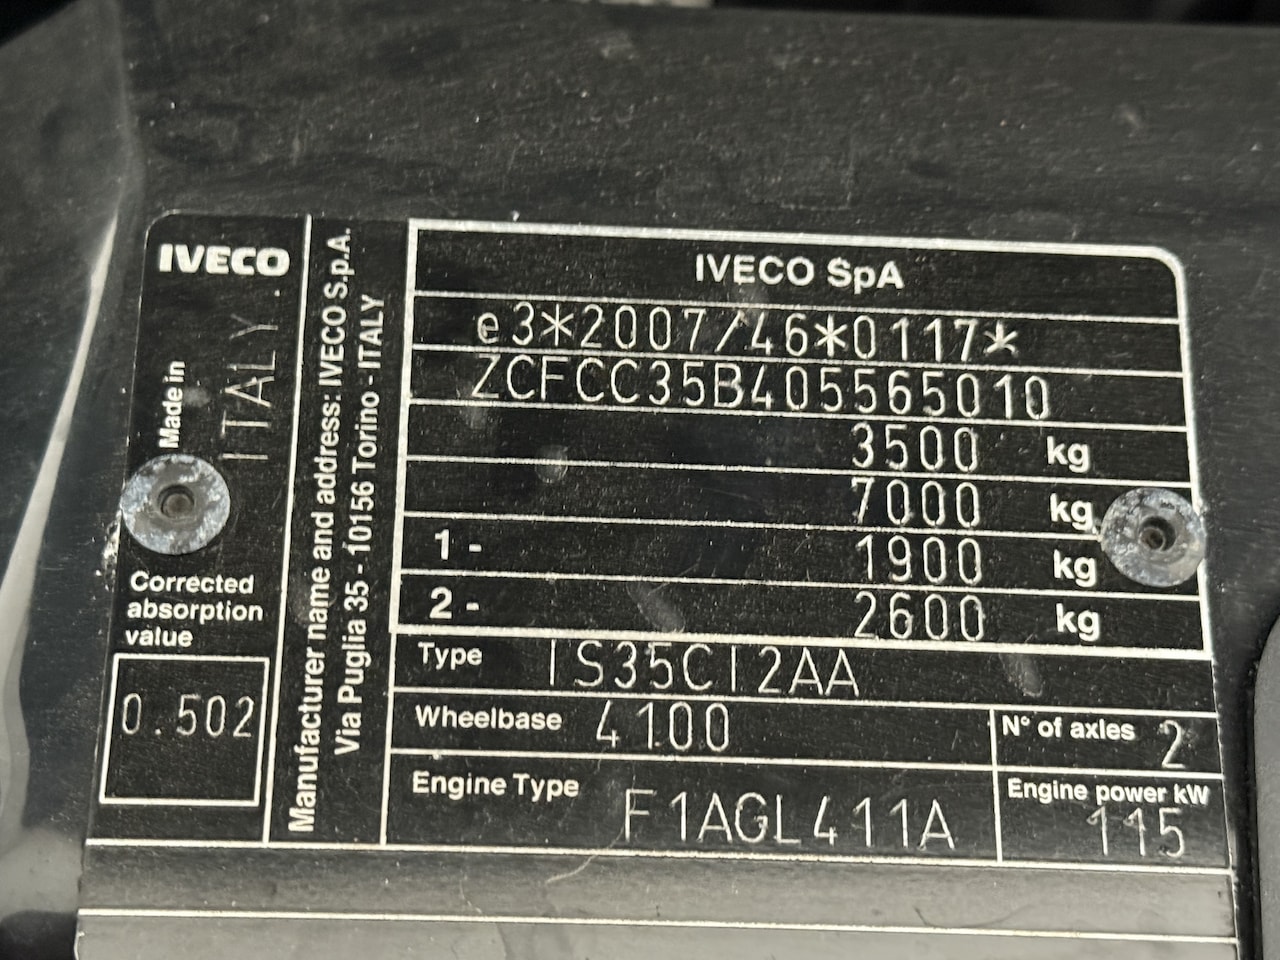 IVECO
Made in
ITALY
Corrected
absorption
value
0.502
Manufacturer name and address: IVECO S.p.A.
Via Puglia 35 - 10156 Torino - ITALY
IVECO SpA
e3*2007/46*0117*
ZCFCC35B405565010
3500 kg
7000 kg
1 - 1900 kg
2 - 2600 kg
Type IS35CI2AA
Wheelbase 4100
N° of axles 2
Engine Type F1AGL411A
Engine power kW
115